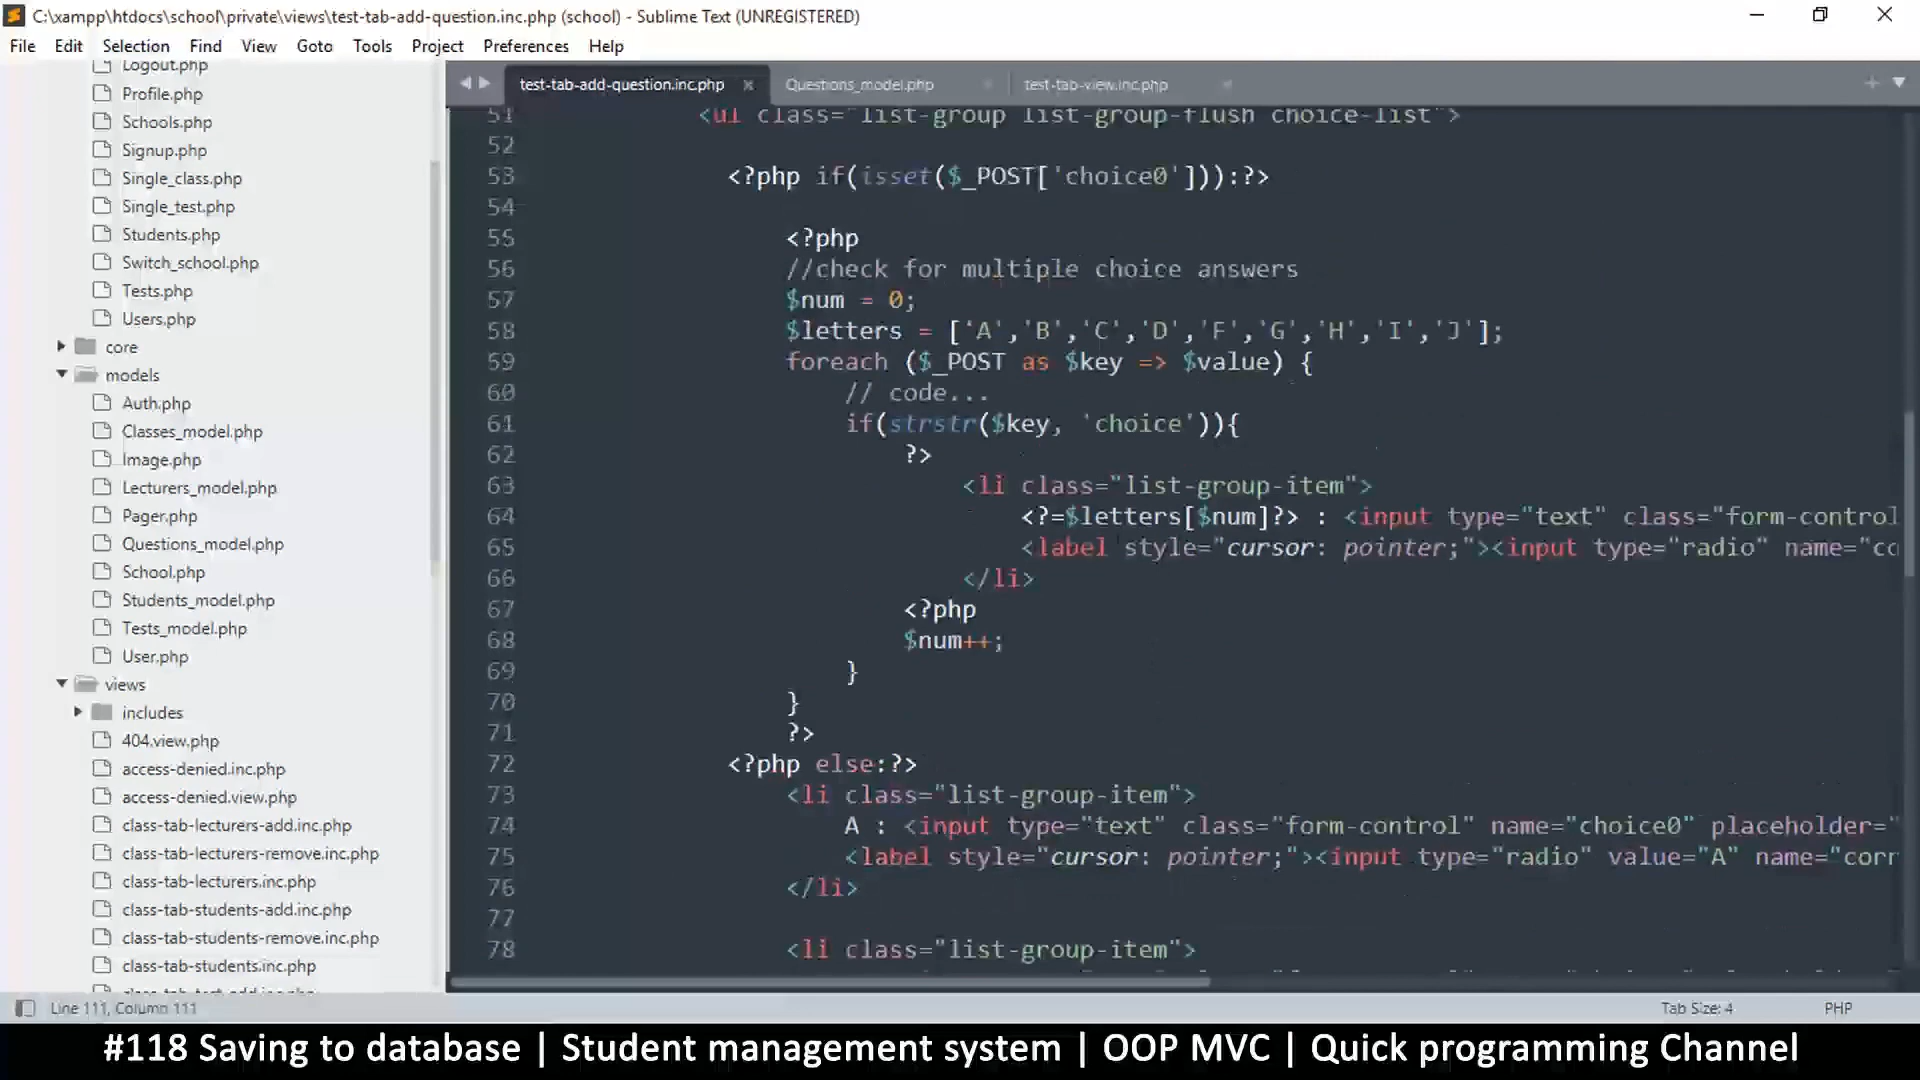 C:\xampp\htdocs\school\private\views\test-tab-add-question.inc.php (school) - Sublime Text (UNREGISTERED)
File Edit Selection Find View Goto Tools Project Preferences Help
Logout.php
Profile.php
Schools.php
Signup.php
Single_class.php
Single_test.php
Students.php
Switch_school.php
Tests.php
Users.php
core
models
Auth.php
Classes_model.php
Image.php
Lecturers_model.php
Pager.php
Questions_model.php
School.php
Students_model.php
Tests_model.php
User.php
views
includes
404.view.php
access-denied.inc.php
access-denied.view.php
class-tab-lecturers-add.inc.php
class-tab-lecturers-remove.inc.php
class-tab-lecturers.inc.php
class-tab-students-add.inc.php
class-tab-students-remove.inc.php
class-tab-students.inc.php
test-tab-add-question.inc.php × Questions_model.php test-tab-view.inc.php
51 <ul class="list-group list-group-flush choice-list">
52
53 <?php if(isset($_POST['choice0'])):?>
54
55 <?php
56 //check for multiple choice answers
57 $num = 0;
58 $letters = ['A','B','C','D','F','G','H','I','J'];
59 foreach ($_POST as $key => $value) {
60 // code...
61 if(strstr($key, 'choice')){
62 ?>
63 <li class="list-group-item">
64 <?=$letters[$num]?> : <input type="text" class="form-control
65 <label style="cursor: pointer;"><input type="radio" name="co
66 </li>
67 <?php
68 $num++;
69 }
70 }
71 ?>
72 <?php else:?>
73 <li class="list-group-item">
74 A : <input type="text" class="form-control" name="choice0" placeholder="
75 <label style="cursor: pointer;"><input type="radio" value="A" name="corr
76 </li>
77
78 <li class="list-group-item">
Line 111, Column 111 Tab Size: 4 PHP
#118 Saving to database | Student management system | OOP MVC | Quick programming Channel